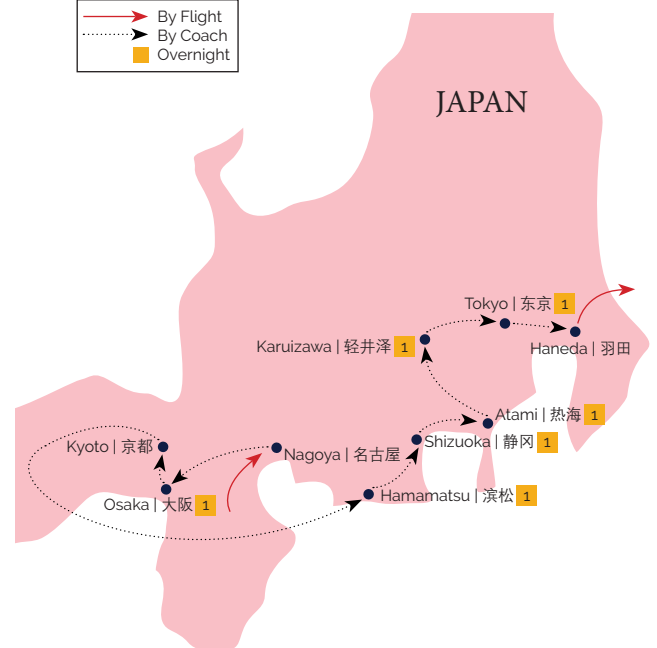 By Flight
By Coach
Overnight
JAPAN
Tokyo | 东京 1
Haneda | 羽田
Karuizawa | 轻井泽 1
Atami | 热海 1
Shizuoka | 静冈 1
Kyoto | 京都
Nagoya | 名古屋
Hamamatsu | 滨松 1
Osaka | 大阪 1